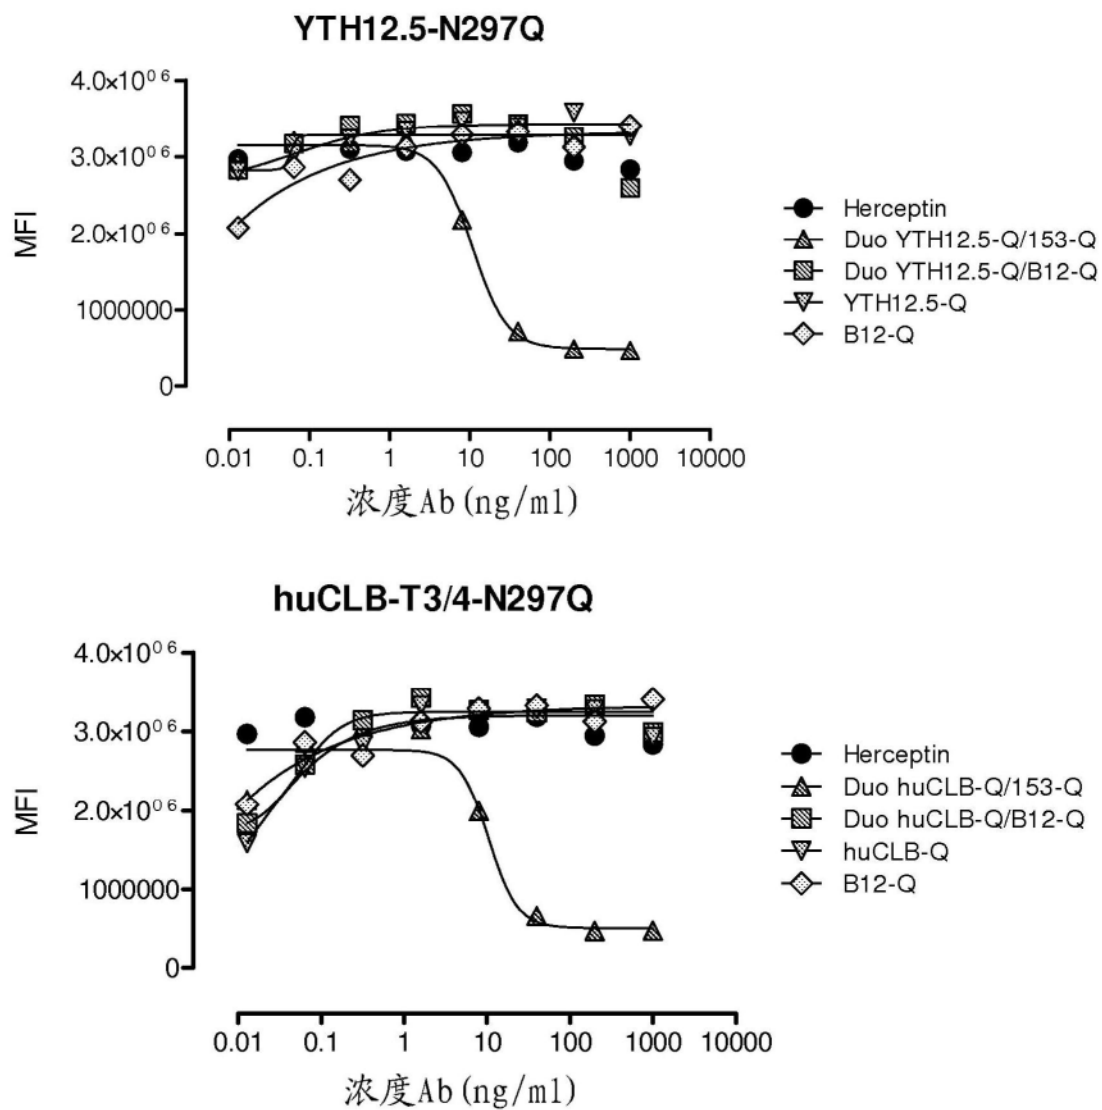 YTH12.5-N297Q
4.0×10⁰⁶
3.0×10⁰⁶
2.0×10⁰⁶
1000000
0
MFI
0.01 0.1 1 10 100 1000 10000
浓度Ab(ng/ml)
Herceptin
Duo YTH12.5-Q/153-Q
Duo YTH12.5-Q/B12-Q
YTH12.5-Q
B12-Q
huCLB-T3/4-N297Q
4.0×10⁰⁶
3.0×10⁰⁶
2.0×10⁰⁶
1000000
0
MFI
0.01 0.1 1 10 100 1000 10000
浓度Ab(ng/ml)
Herceptin
Duo huCLB-Q/153-Q
Duo huCLB-Q/B12-Q
huCLB-Q
B12-Q